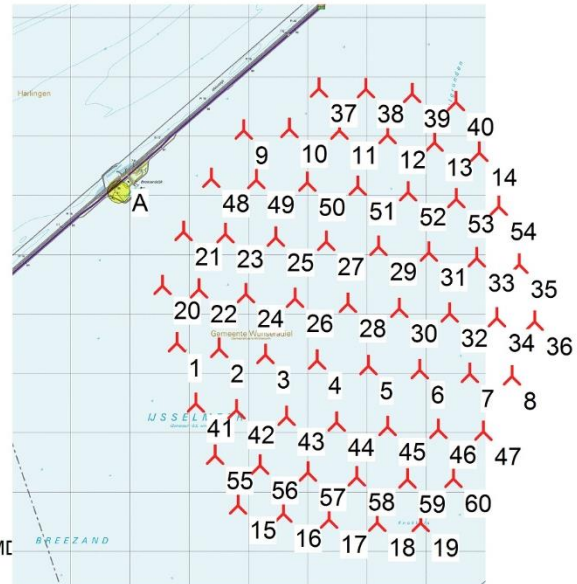 Harlingen
37 38 39 40
9 10 11 12 13 14
A
48 49 50 51 52 53 54
21 23 25 27 29 31 33 35
20 22 24 26 28 30 32 34 36
1 2 3 4 5 6 7 8
IJSSELM
41 42 43 44 45 46 47
55 56 57 58 59 60
15 16 17 18 19
BREEZAND